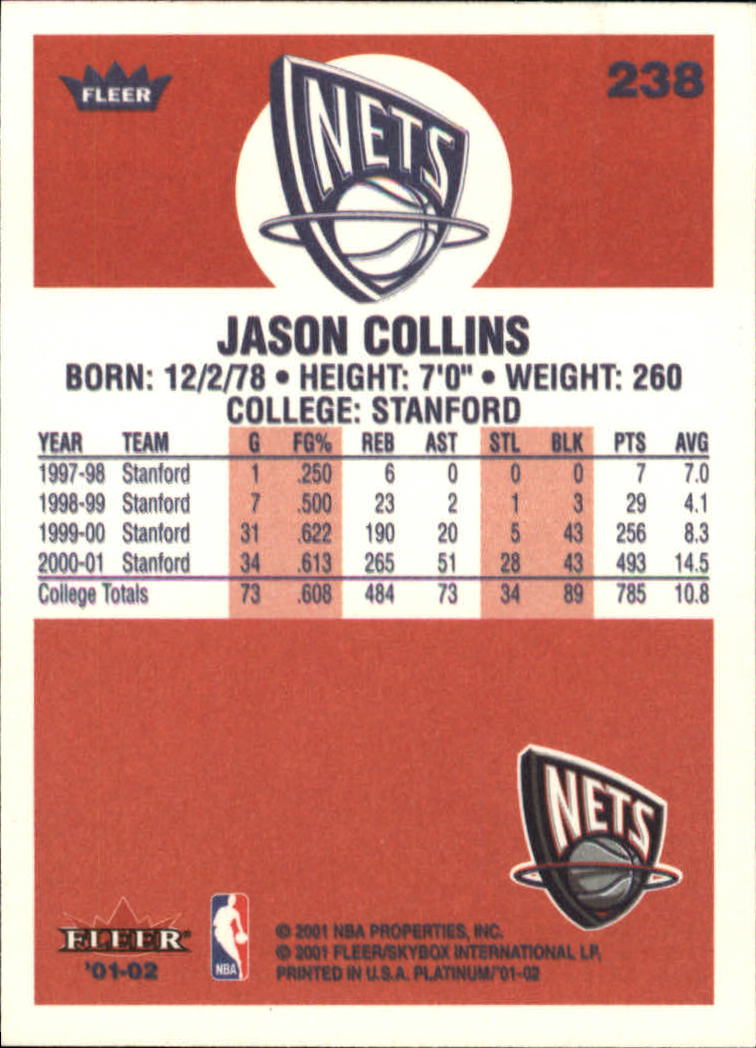 FLEER
NETS
238
JASON COLLINS
BORN: 12/2/78 • HEIGHT: 7'0" • WEIGHT: 260
COLLEGE: STANFORD
YEAR TEAM G FG% REB AST STL BLK PTS AVG
1997-98 Stanford 1 .250 6 0 0 0 7 7.0
1998-99 Stanford 7 .500 23 2 1 3 29 4.1
1999-00 Stanford 31 .622 190 20 5 43 256 8.3
2000-01 Stanford 34 .613 265 51 28 43 493 14.5
College Totals 73 .608 484 73 34 89 785 10.8
NETS
FLEER®
'01-02
NBA
© 2001 NBA PROPERTIES, INC.
© 2001 FLEER/SKYBOX INTERNATIONAL LP,
PRINTED IN U.S.A. PLATINUM/'01-02